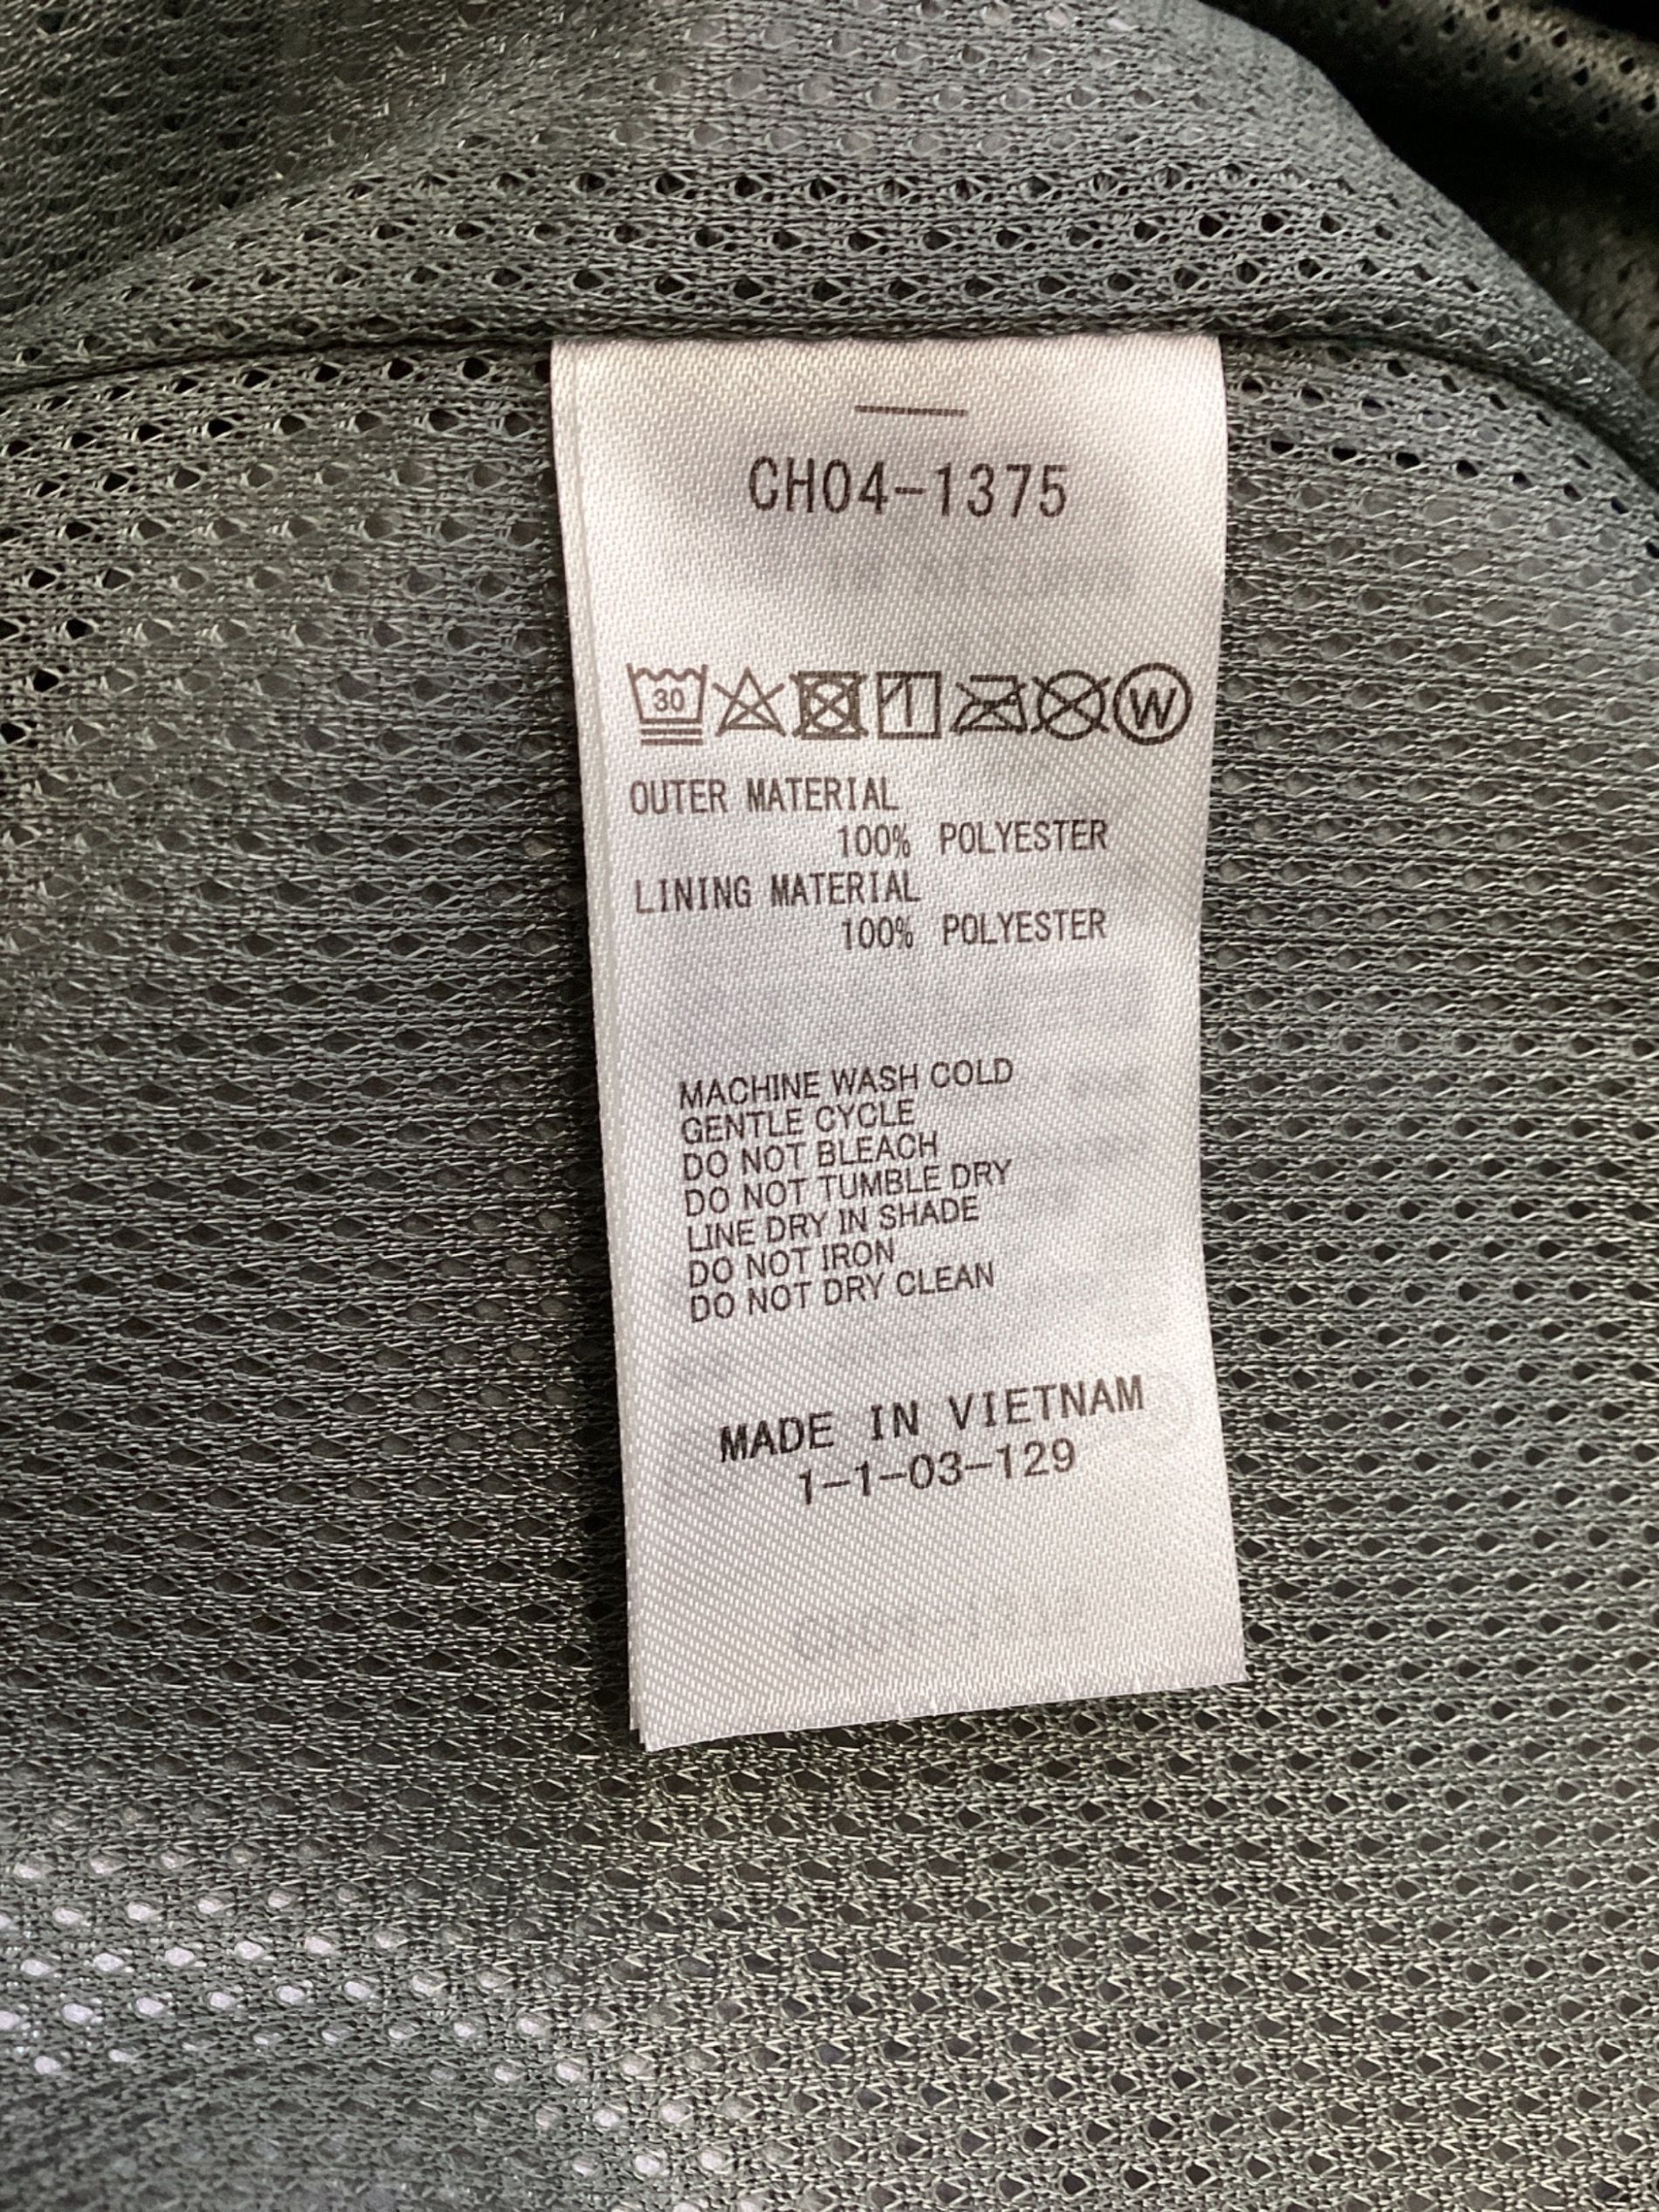 CH04-1375
30
W
OUTER MATERIAL
100% POLYESTER
LINING MATERIAL
100% POLYESTER
MACHINE WASH COLD
GENTLE CYCLE
DO NOT BLEACH
DO NOT TUMBLE DRY
LINE DRY IN SHADE
DO NOT IRON
DO NOT DRY CLEAN
MADE IN VIETNAM
1-1-03-129